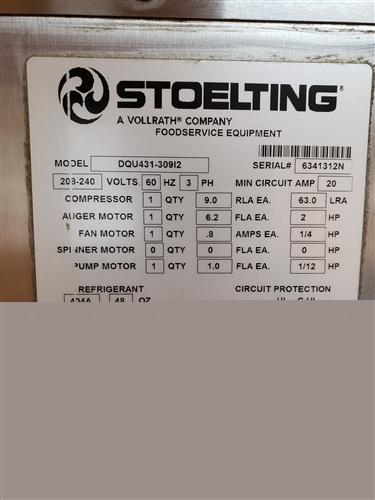 STOELTING®
A VOLLRATH® COMPANY
FOODSERVICE EQUIPMENT
MODEL DQU431-309I2 SERIAL# 6341312N
208-240 VOLTS 60 HZ 3 PH MIN CIRCUIT AMP 20
COMPRESSOR 1 QTY 9.0 RLA EA. 63.0 LRA
AUGER MOTOR 1 QTY 6.2 FLA EA. 2 HP
FAN MOTOR 1 QTY .8 AMPS EA. 1/4 HP
SPINNER MOTOR 0 QTY 0 FLA EA. 0 HP
PUMP MOTOR 1 QTY 1.0 FLA EA. 1/12 HP
REFRIGERANT CIRCUIT PROTECTION
404A 48 OZ